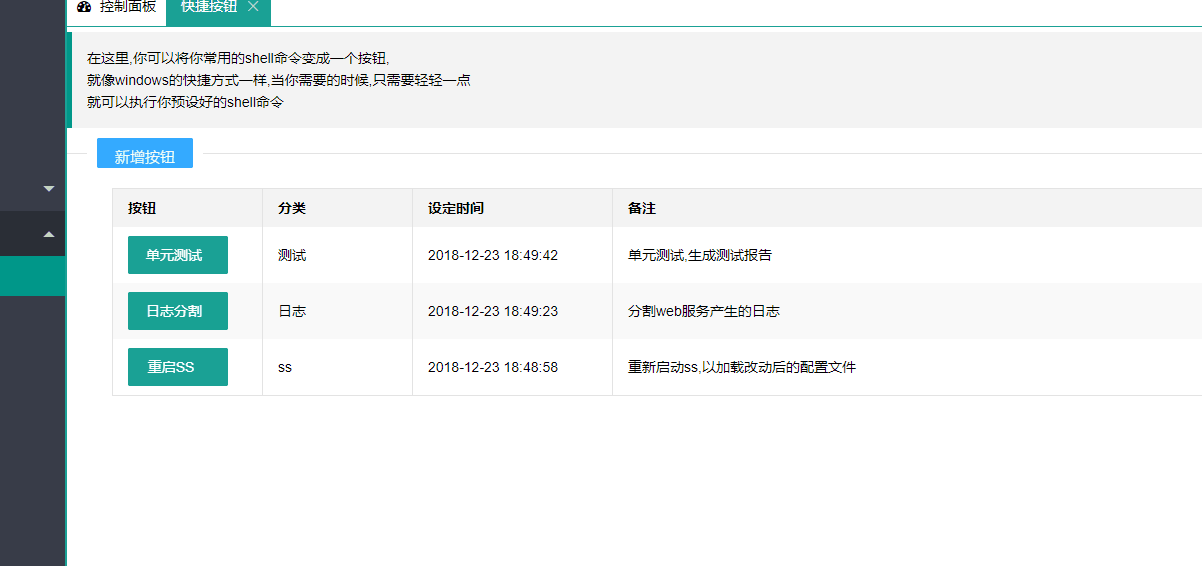 控制面板 快捷按钮
在这里,你可以将你常用的shell命令变成一个按钮,
就像windows的快捷方式一样,当你需要的时候,只需要轻轻一点
就可以执行你预设好的shell命令
新增按钮
按钮 分类 设定时间 备注
单元测试 测试 2018-12-23 18:49:42 单元测试,生成测试报告
日志分割 日志 2018-12-23 18:49:23 分割web服务产生的日志
重启SS ss 2018-12-23 18:48:58 重新启动ss,以加载改动后的配置文件